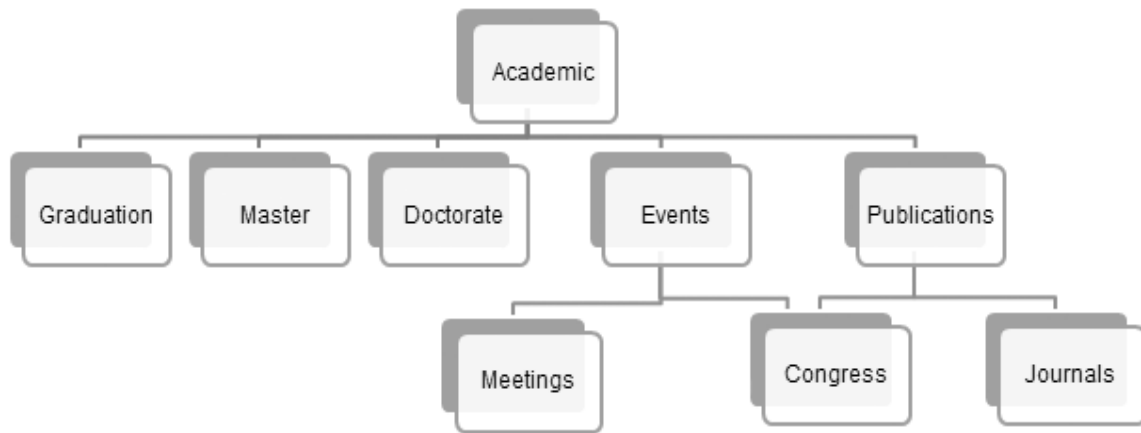 Academic
Graduation
Master
Doctorate
Events
Publications
Meetings
Congress
Journals